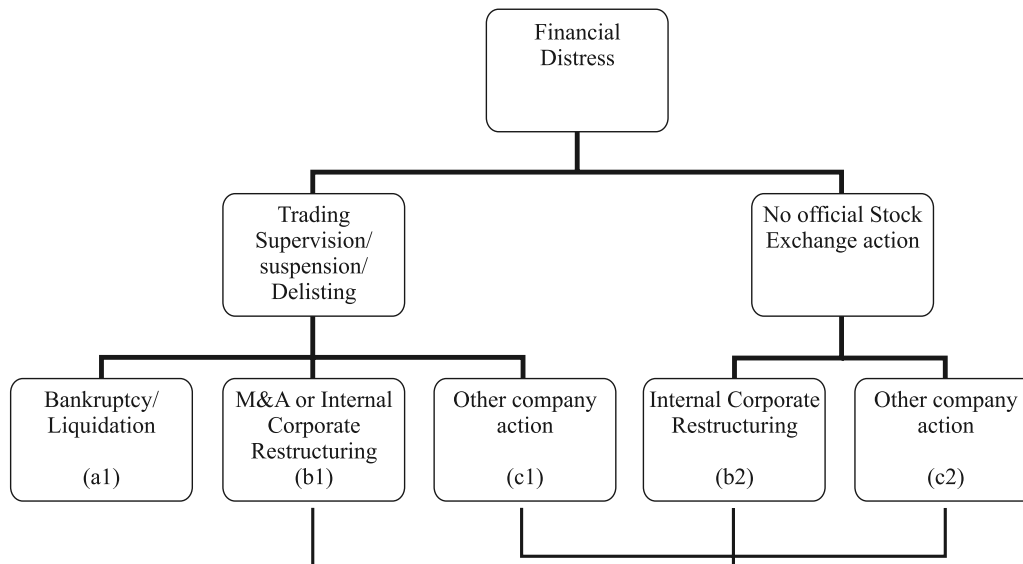 Financial
Distress
Trading
Supervision/
suspension/
Delisting
No official Stock
Exchange action
Bankruptcy/
Liquidation
(a1)
M&A or Internal
Corporate
Restructuring
(b1)
Other company
action
(c1)
Internal Corporate
Restructuring
(b2)
Other company
action
(c2)